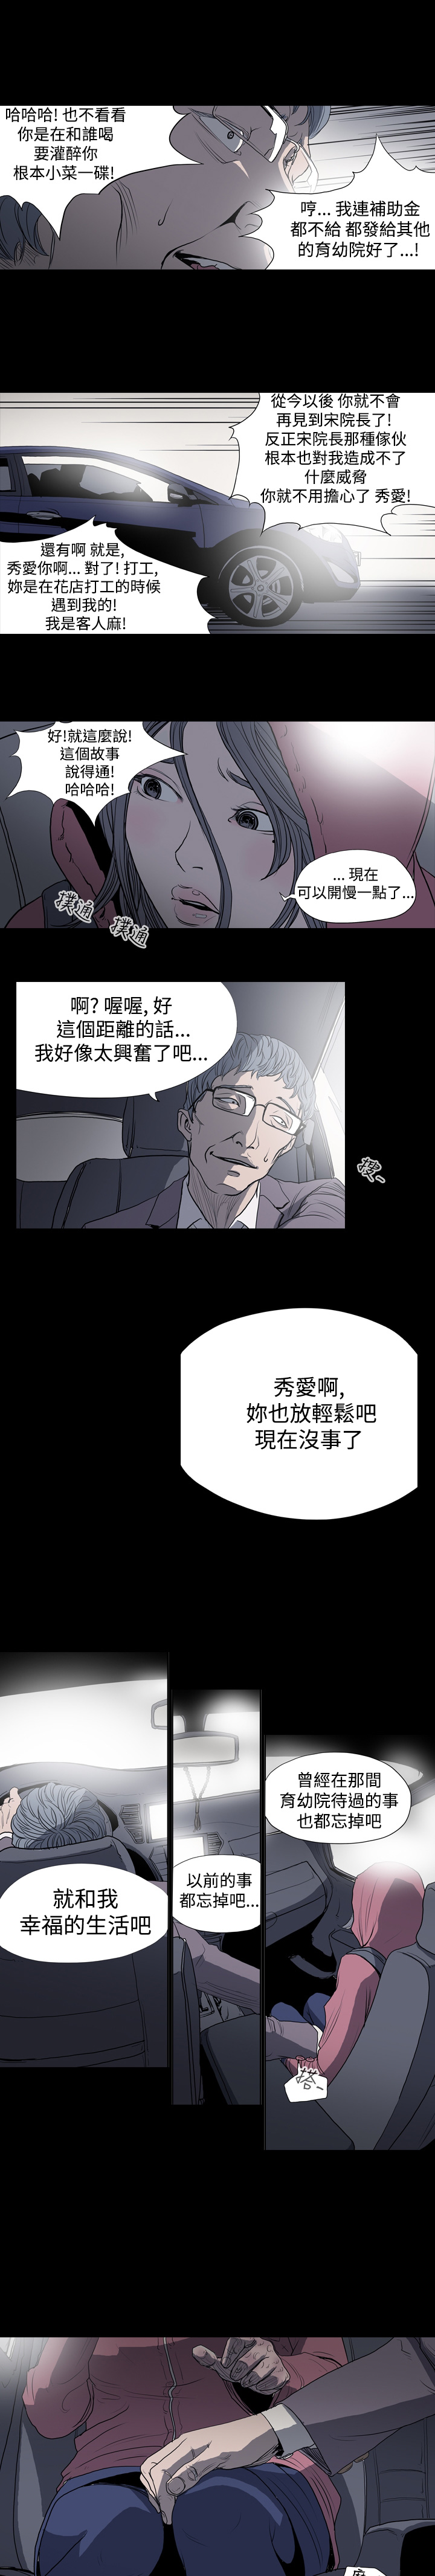 哈哈哈! 也不看看
你是在和誰喝
要灌醉你
根本小菜一碟!
哼... 我連補助金
都不給 都發給其他
的育幼院好了...!
從今以後 你就不會
再見到宋院長了!
反正宋院長那種傢伙
根本也對我造成不了
什麼威脅
你就不用擔心了 秀愛!
還有啊 就是,
秀愛你啊... 對了! 打工,
妳是在花店打工的時候
遇到我的!
我是客人麻!
好!就這麼說!
這個故事
說得通!
哈哈哈!
... 現在
可以開慢一點了...
撲通
撲通
啊? 喔喔, 好
這個距離的話...
我好像太興奮了吧...
撲、
秀愛啊,
妳也放輕鬆吧
現在沒事了
曾經在那間
育幼院待過的事
也都忘掉吧
以前的事
都忘掉吧...
就和我
幸福的生活吧
嗒、